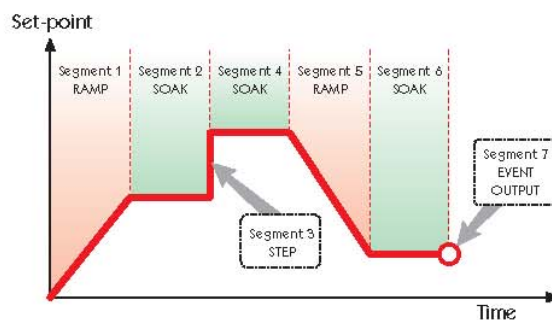 Set-point
Segment 1
RAMP
Segment 2
SOAK
Segment 4
SOAK
Segment 5
RAMP
Segment 6
SOAK
Segment 7
EVENT
OUTPUT
Segment 3
STEP
Time